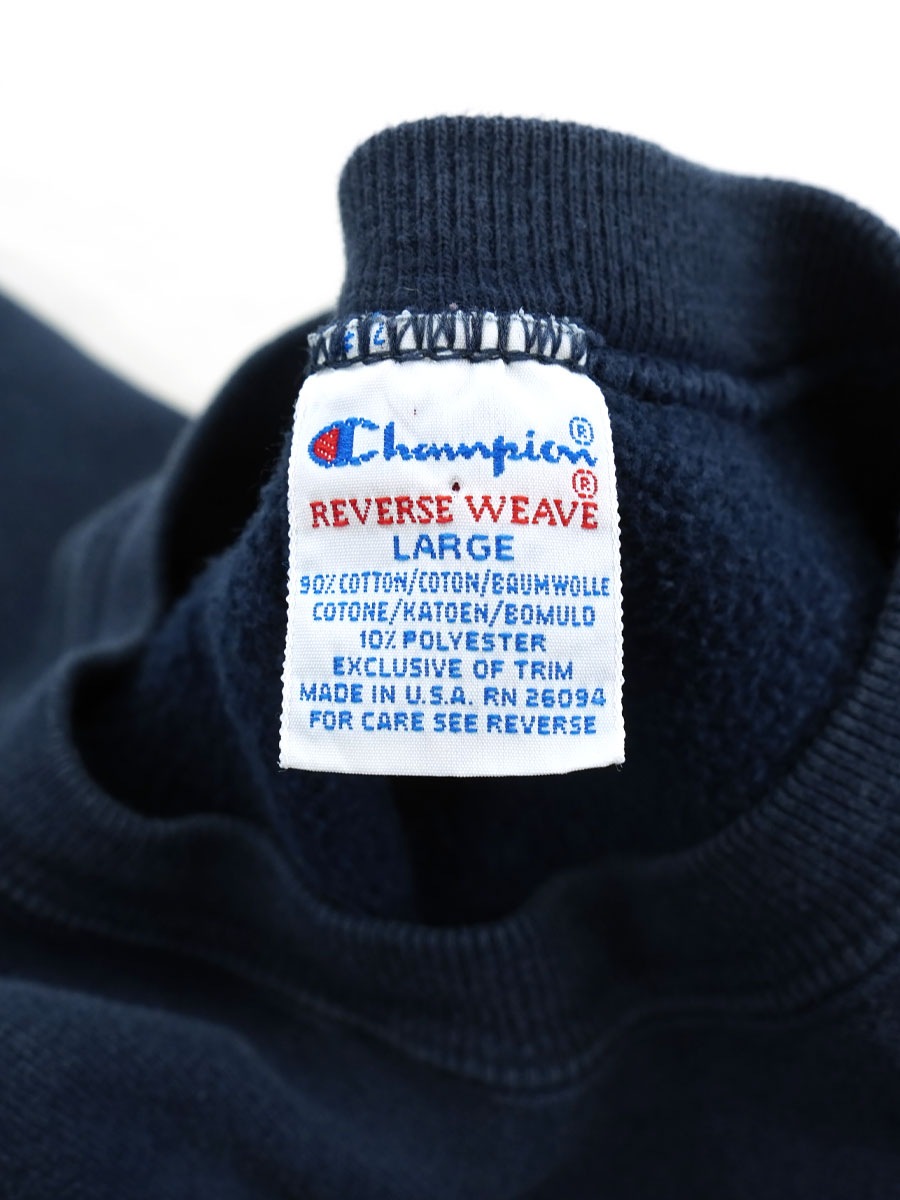 Champion®
REVERSE WEAVE®
LARGE
90% COTTON/COTON/BAUMWOLLE
COTONE/KATOEN/BOMULD
10% POLYESTER
EXCLUSIVE OF TRIM
MADE IN U.S.A. RN 26094
FOR CARE SEE REVERSE